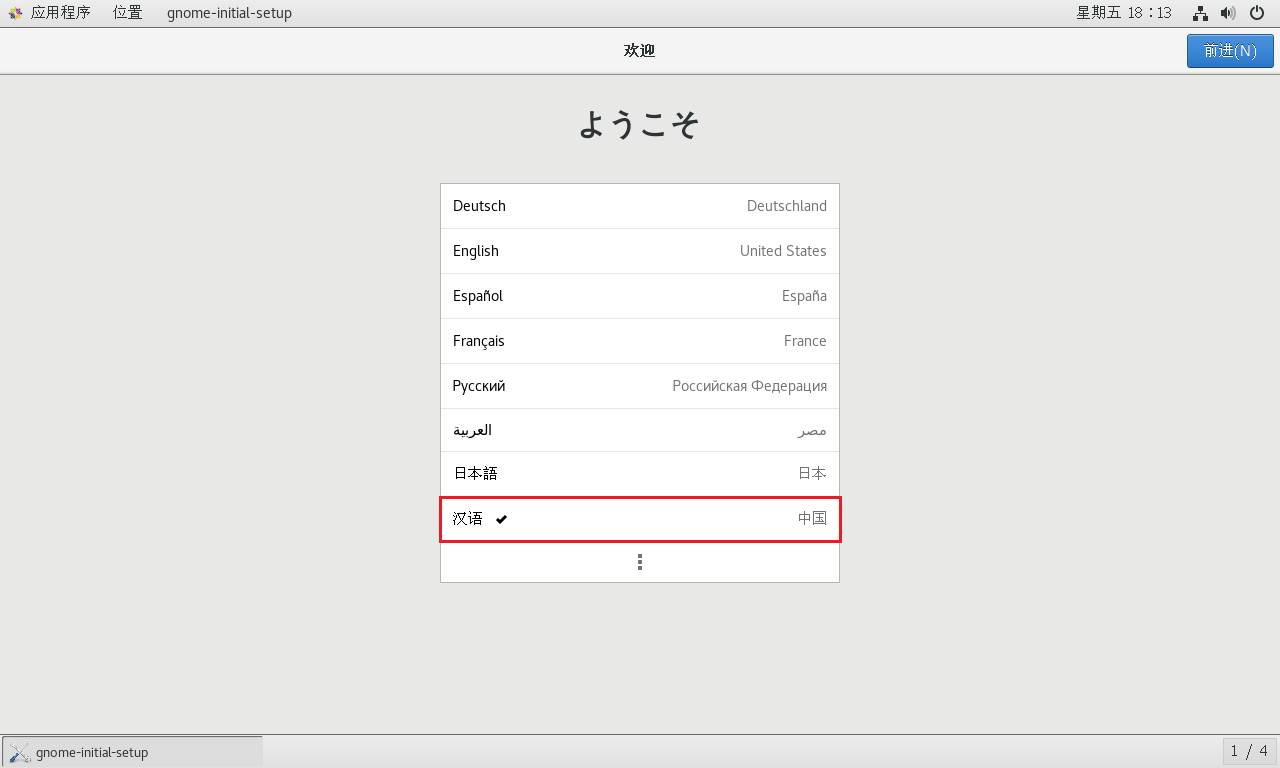 应用程序 位置 gnome-initial-setup 星期五 18：13
欢迎 前进(N)
ようこそ
Deutsch Deutschland
English United States
Español España
Français France
Русский Российская Федерация
العربية مصر
日本語 日本
汉语 中国
gnome-initial-setup 1 / 4